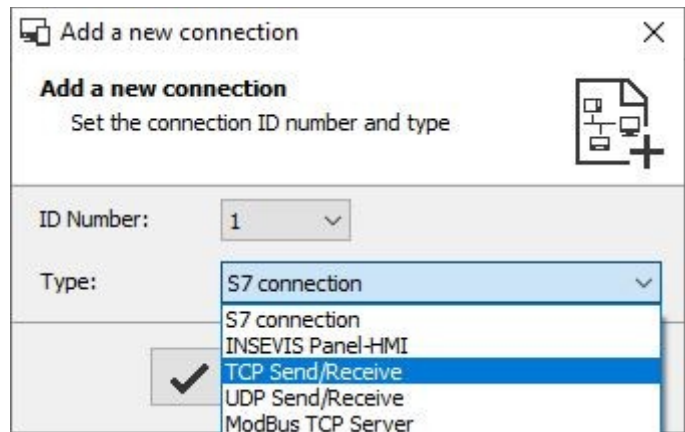 Add a new connection
Add a new connection
Set the connection ID number and type
ID Number:
1
Type:
S7 connection
S7 connection
INSEVIS Panel-HMI
TCP Send/Receive
UDP Send/Receive
ModBus TCP Server